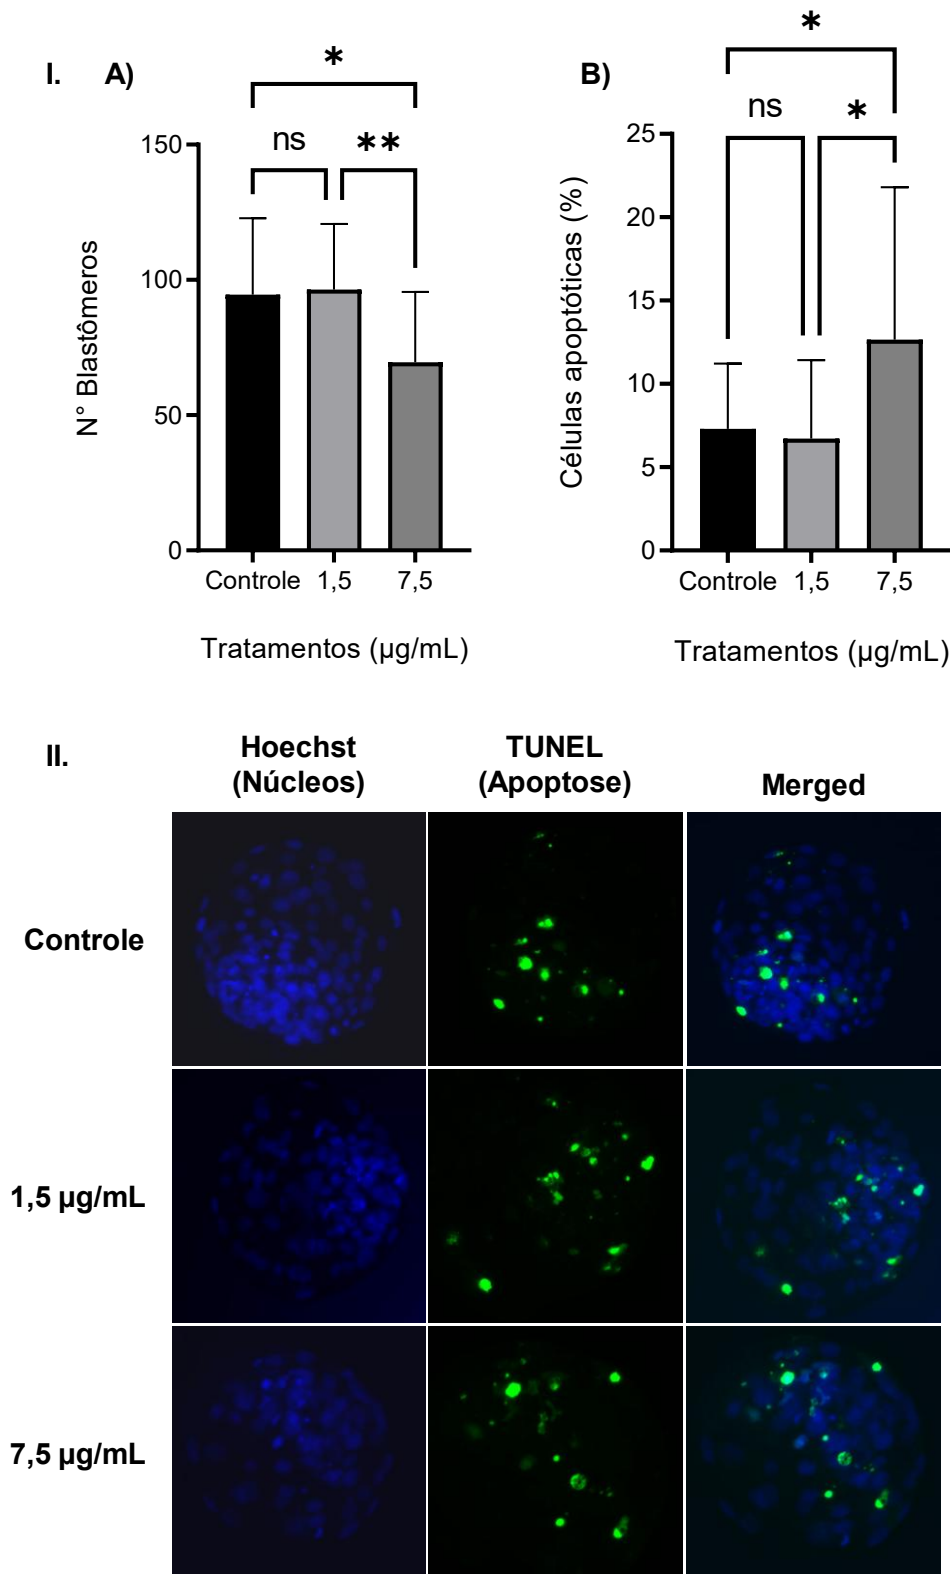 I. A)
*
ns **
150
100
50
0
N° Blastômeros
Controle 1,5 7,5
Tratamentos (µg/mL)
B)
*
ns *
25
20
15
10
5
0
Células apoptóticas (%)
Controle 1,5 7,5
Tratamentos (µg/mL)
II.
Hoechst
(Núcleos)
TUNEL
(Apoptose)
Merged
Controle
1,5 µg/mL
7,5 µg/mL